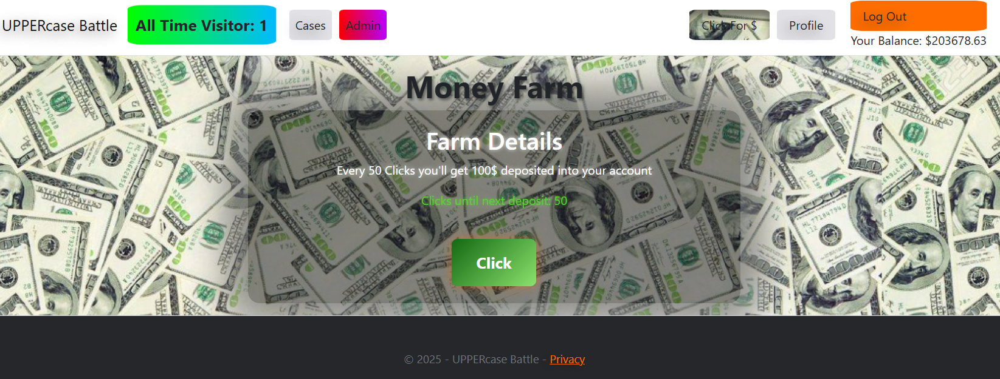 UPPERcase Battle
All Time Visitor: 1
Cases
Admin
Click For $
Profile
Log Out
Your Balance: $203678.63
Money Farm
Farm Details
Every 50 Clicks you'll get 100$ deposited into your account
Clicks until next deposit: 50
Click
© 2025 - UPPERcase Battle - Privacy